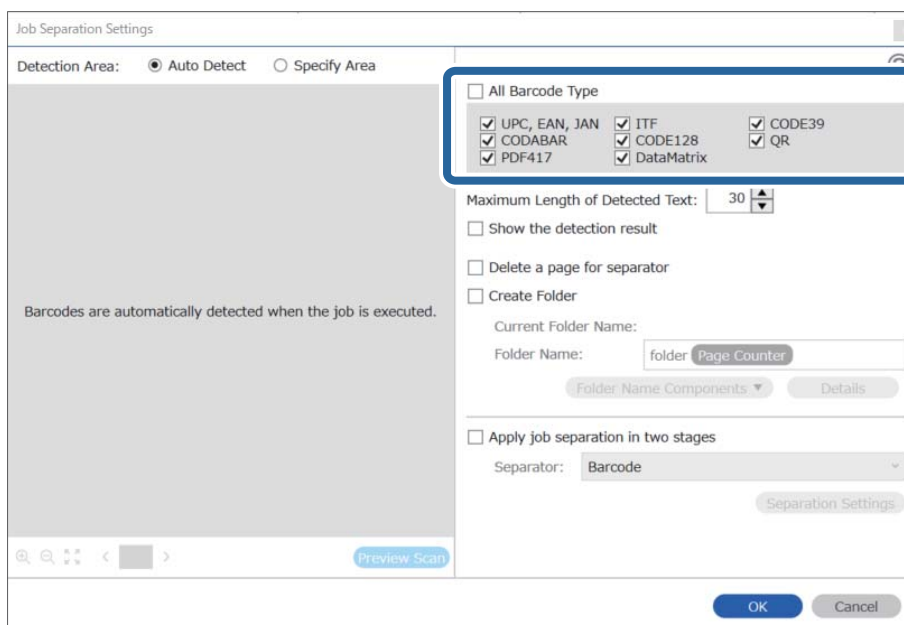 Job Separation Settings
Detection Area: Auto Detect Specify Area
All Barcode Type
UPC, EAN, JAN ITF CODE39
CODABAR CODE128 QR
PDF417 DataMatrix
Maximum Length of Detected Text: 30
Show the detection result
Delete a page for separator
Create Folder
Barcodes are automatically detected when the job is executed.
Current Folder Name:
Folder Name: folder Page Counter
Folder Name Components Details
Apply job separation in two stages
Separator: Barcode
Separation Settings
Preview Scan
OK Cancel